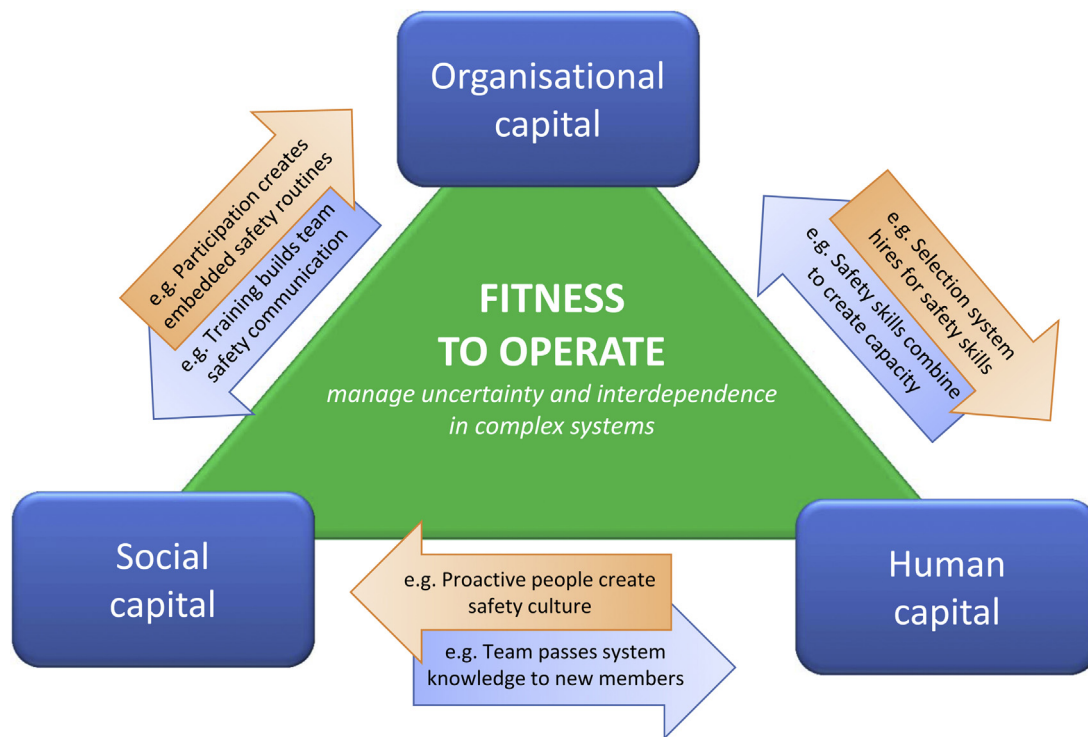 Organisational
capital
e.g. Participation creates
embedded safety routines
e.g. Training builds team
safety communication
e.g. Selection system
hires for safety skills
e.g. Safety skills combine
to create capacity
FITNESS
TO OPERATE
manage uncertainty and interdependence
in complex systems
Social
capital
e.g. Proactive people create
safety culture
e.g. Team passes system
knowledge to new members
Human
capital